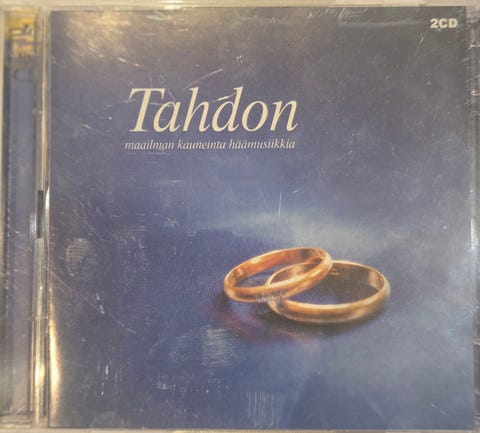 2CD
Tahdon
maailman kauneinta häämusiikkia